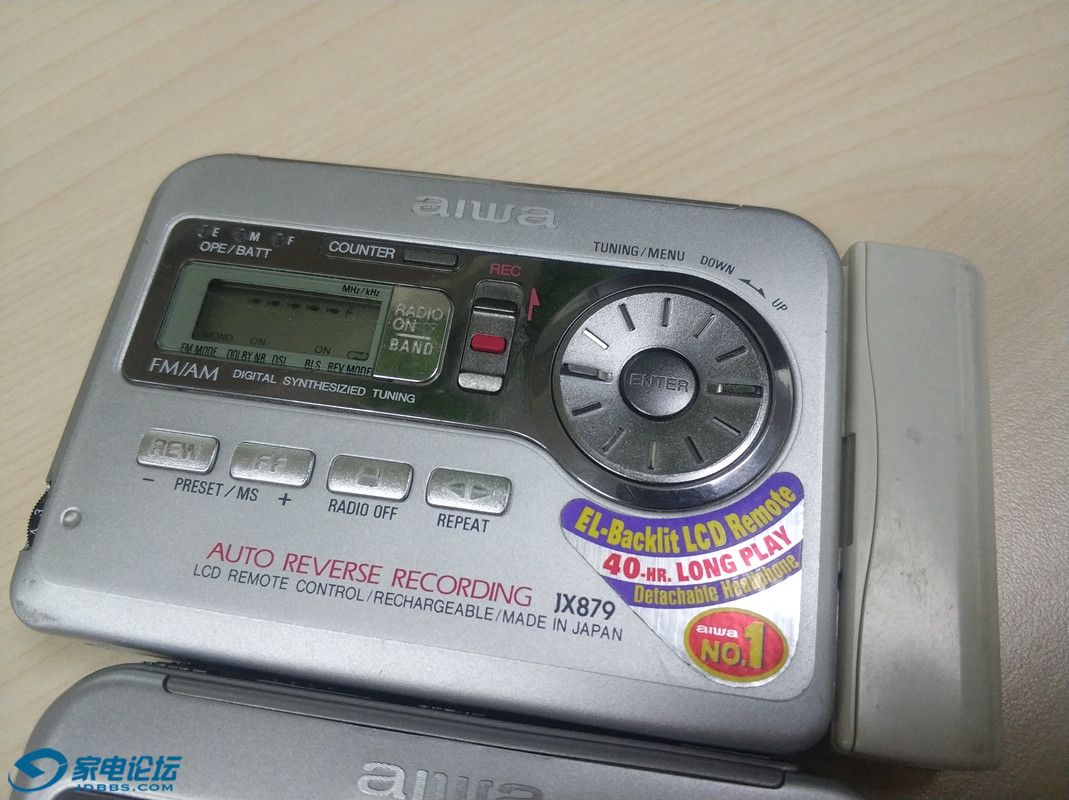 aiwa
E M F
OPE/BATT
COUNTER
REC
TUNING/MENU DOWN UP
MHz/kHz
RADIO
ON
BAND
MONO ON ON
FM MODE DOLBY NR DSL BLS REV MODE
FM/AM DIGITAL SYNTHESIZIED TUNING
ENTER
REW FF
- PRESET/MS +
RADIO OFF
REPEAT
EL-Backlit LCD Remote
40-HR. LONG PLAY
Detachable Headphone
aiwa
NO.1
AUTO REVERSE RECORDING
LCD REMOTE CONTROL/RECHARGEABLE/MADE IN JAPAN
JX879
aiwa
家电论坛
JDBBS.COM